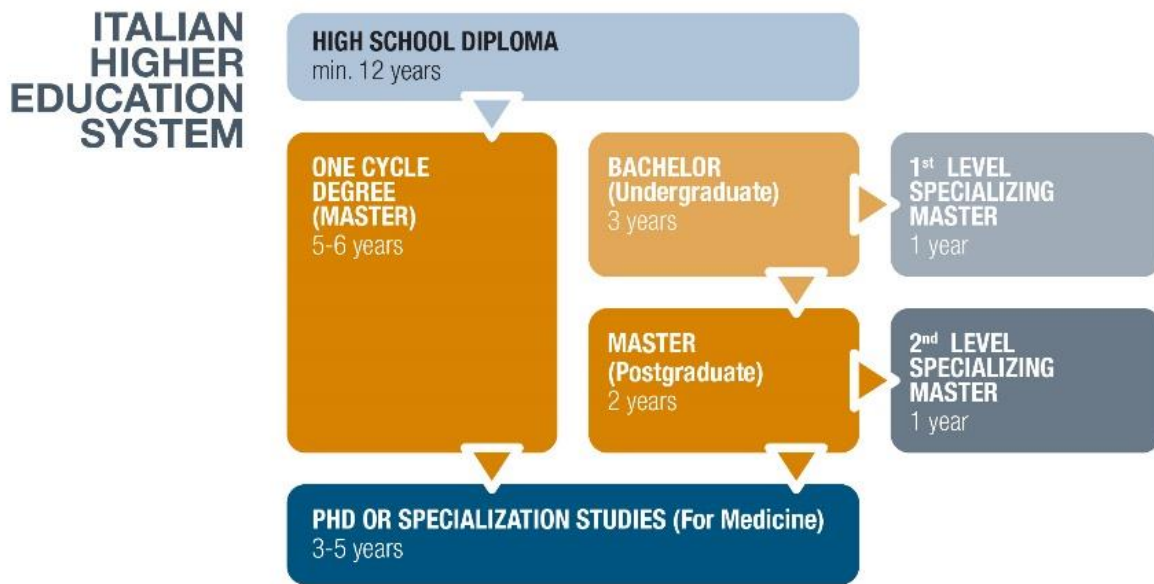 ITALIAN
HIGHER
EDUCATION
SYSTEM
HIGH SCHOOL DIPLOMA
min. 12 years
ONE CYCLE
DEGREE
(MASTER)
5-6 years
BACHELOR
(Undergraduate)
3 years
1st LEVEL
SPECIALIZING
MASTER
1 year
MASTER
(Postgraduate)
2 years
2nd LEVEL
SPECIALIZING
MASTER
1 year
PHD OR SPECIALIZATION STUDIES (For Medicine)
3-5 years